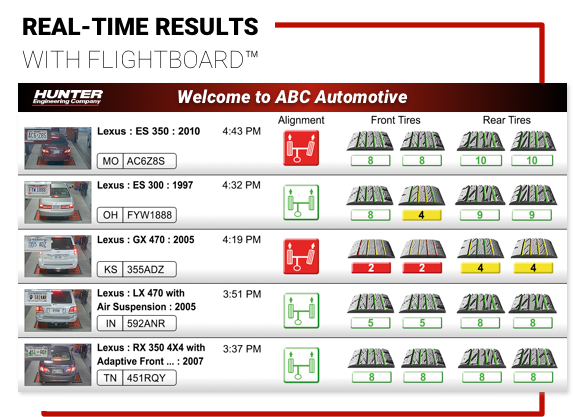 REAL-TIME RESULTS
WITH FLIGHTBOARD™
HUNTER
Engineering Company
Welcome to ABC Automotive
Alignment Front Tires Rear Tires
Lexus : ES 350 : 2010 4:43 PM
MO AC6Z8S
8 8 10 10
Lexus : ES 300 : 1997 4:32 PM
OH FYW1888
8 4 9 9
Lexus : GX 470 : 2005 4:19 PM
KS 355ADZ
2 2 4 4
Lexus : LX 470 with 3:51 PM
Air Suspension : 2005
IN 592ANR
5 5 8 8
Lexus : RX 350 4X4 with 3:37 PM
Adaptive Front ... : 2007
TN 451RQY
8 8 8 8